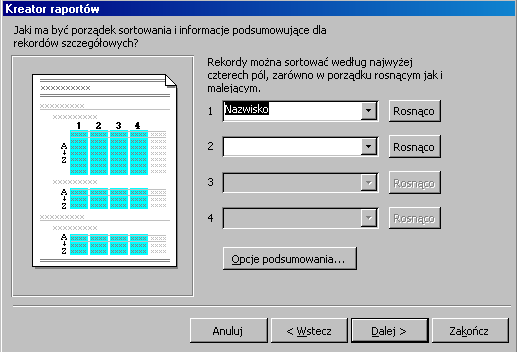 Kreator raportów
Jaki ma być porządek sortowania i informacje podsumowujące dla
rekordów szczegółowych?
Rekordy można sortować według najwyżej
czterech pól, zarówno w porządku rosnącym jak i
malejącym.
1 Nazwisko Rosnąco
2 Rosnąco
3 Rosnąco
4 Rosnąco
1 2 3 4
A
Z
A
Z
A
Z
Opcje podsumowania...
Anuluj < Wstecz Dalej > Zakończ